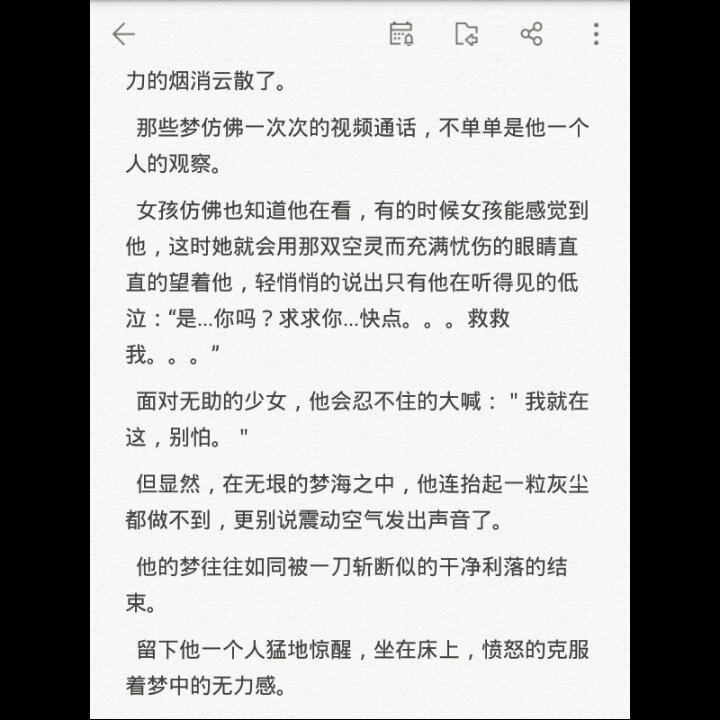 力的烟消云散了。
那些梦仿佛一次次的视频通话，不单单是他一个
人的观察。
女孩仿佛也知道他在看，有的时候女孩能感觉到
他，这时她就会用那双空灵而充满忧伤的眼睛直
直的望着他，轻悄悄的说出只有他在听得见的低
泣：“是...你吗？求求你...快点。。。救救
我。。。”
面对无助的少女，他会忍不住的大喊：＂我就在
这，别怕。＂
但显然，在无垠的梦海之中，他连抬起一粒灰尘
都做不到，更别说震动空气发出声音了。
他的梦往往如同被一刀斩断似的干净利落的结
束。
留下他一个人猛地惊醒，坐在床上，愤怒的克服
着梦中的无力感。